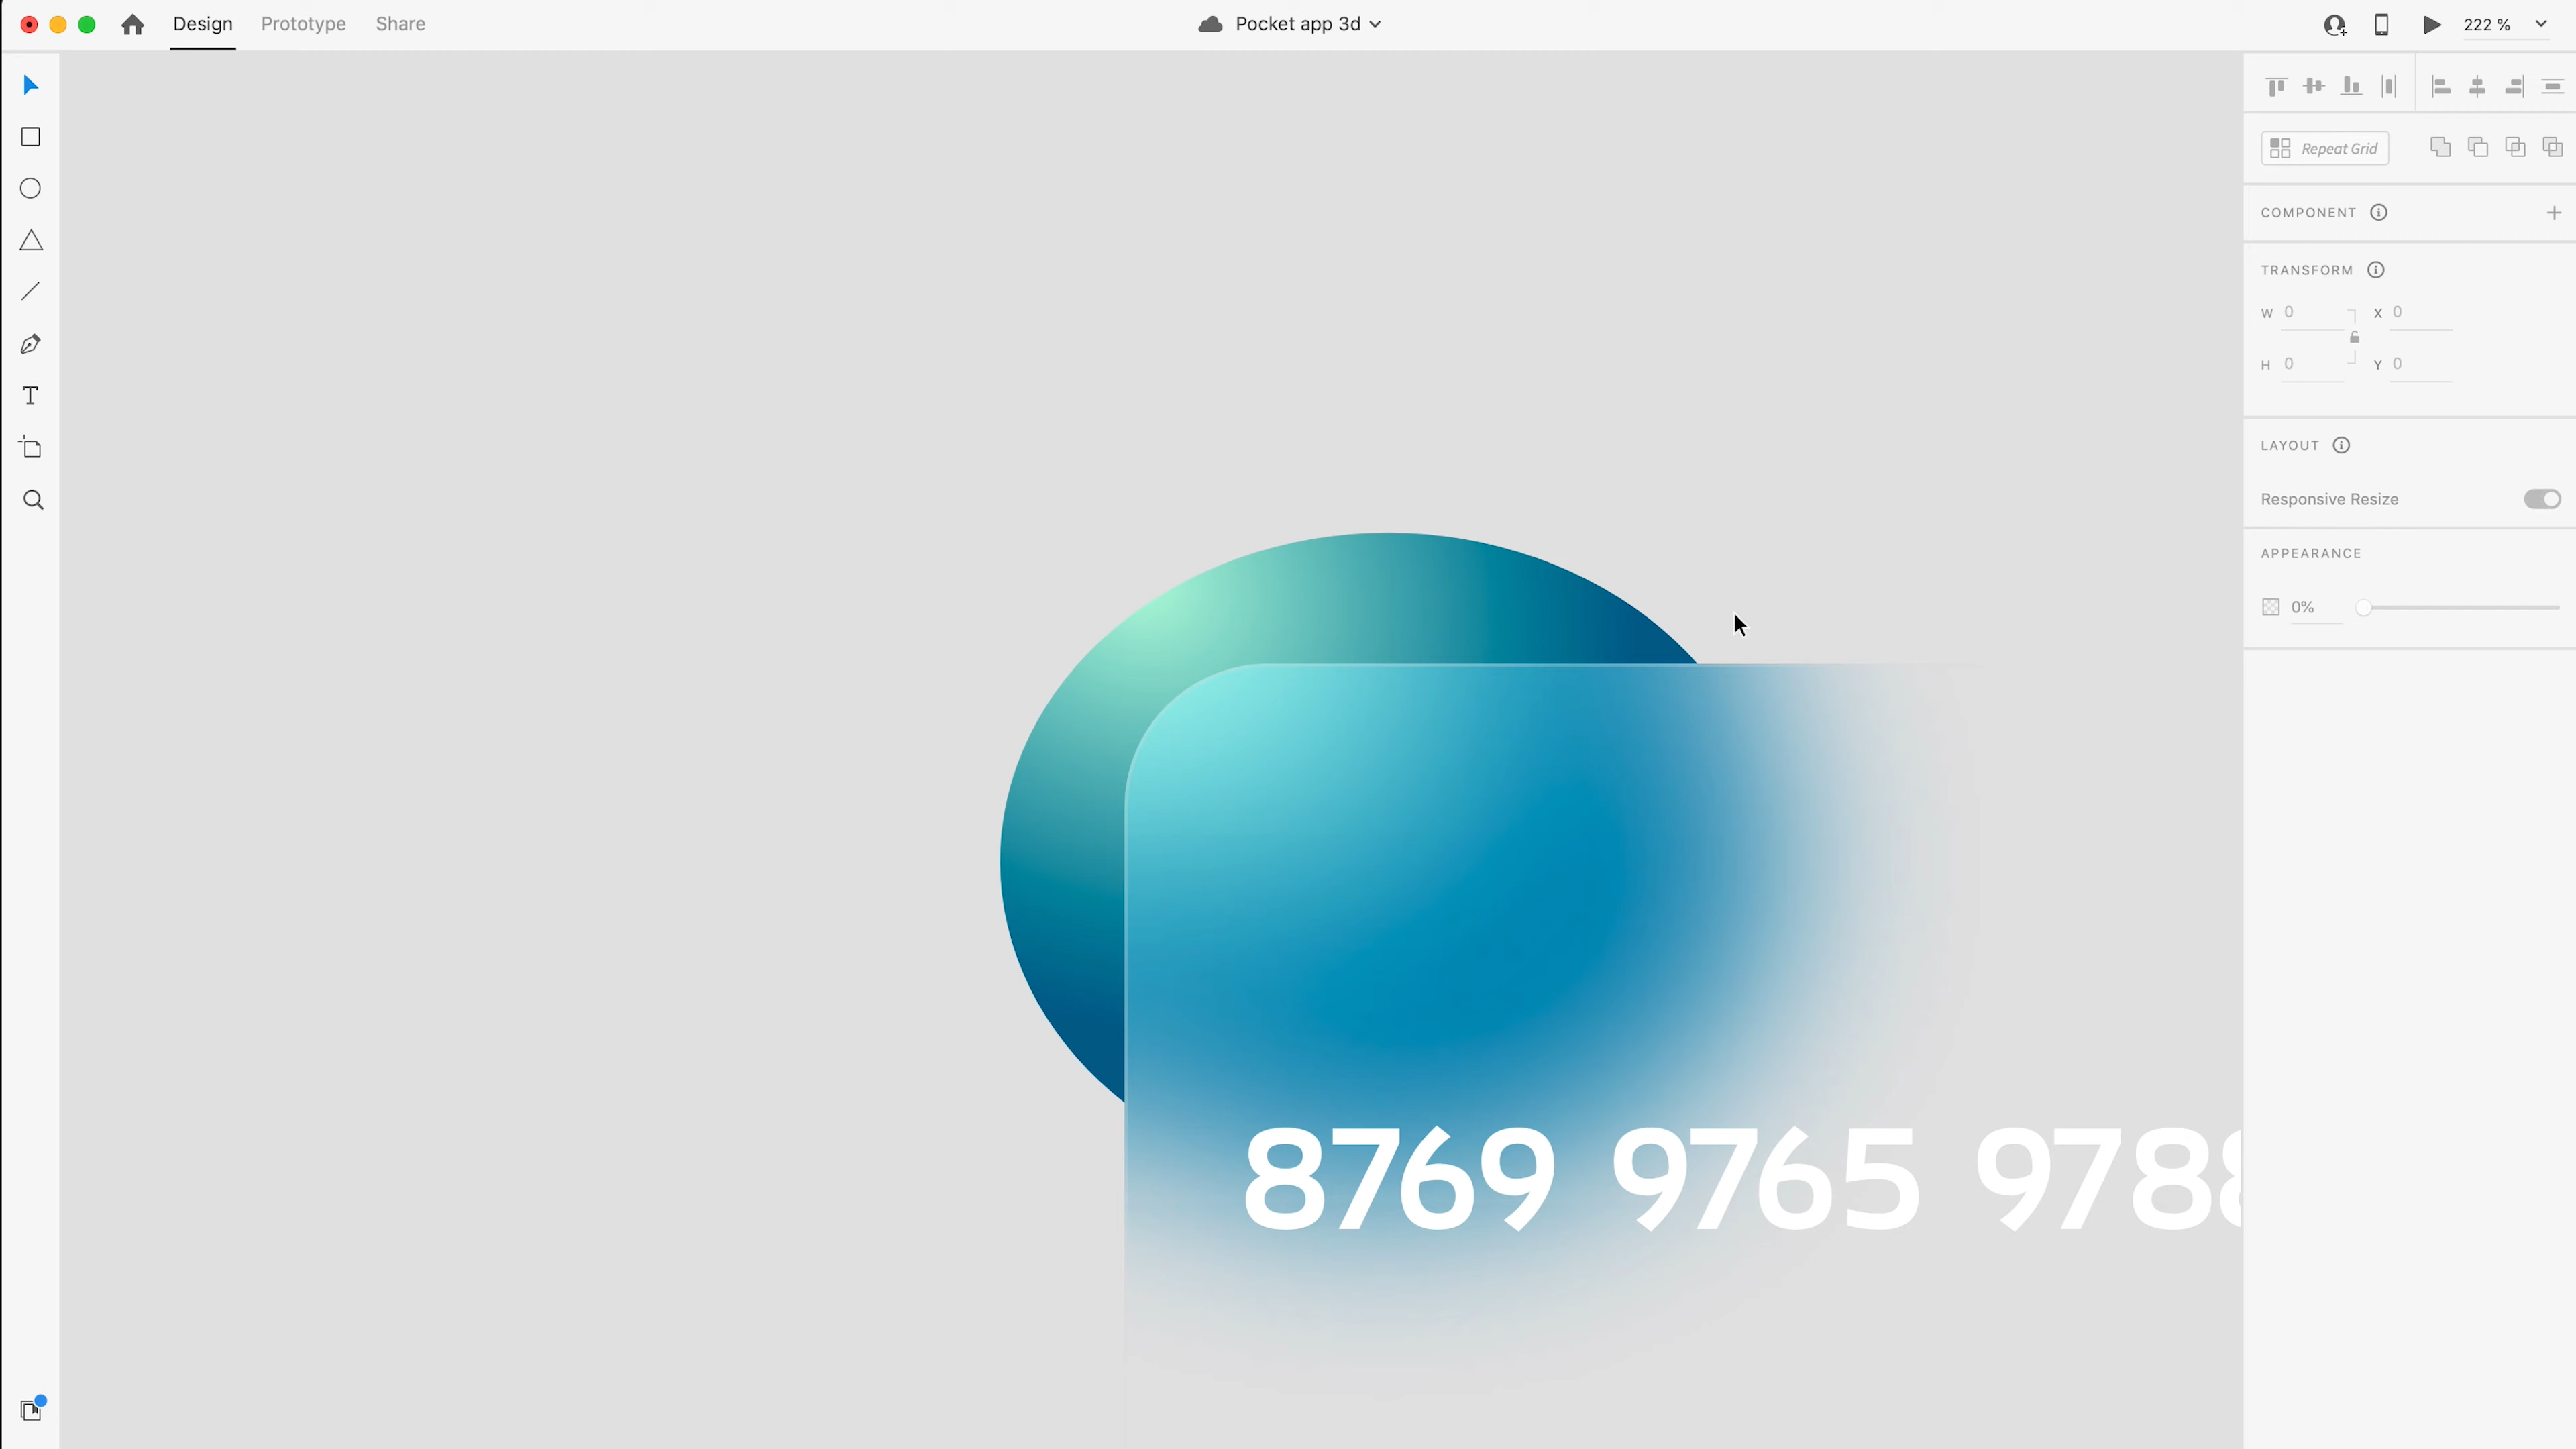 Design Prototype Share Pocket app 3d 222 %
Repeat Grid
COMPONENT
TRANSFORM
W 0 X 0
H 0 Y 0
LAYOUT
Responsive Resize
APPEARANCE
0%
8769 9765 978